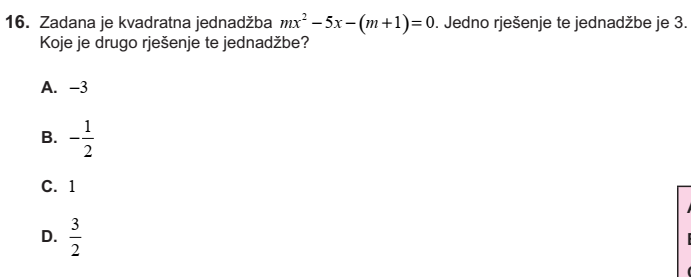 16. Zadana je kvadratna jednadžba mx² − 5x − (m + 1) = 0. Jedno rješenje te jednadžbe je 3.
Koje je drugo rješenje te jednadžbe?
A. −3
B. −1/2
C. 1
D. 3/2